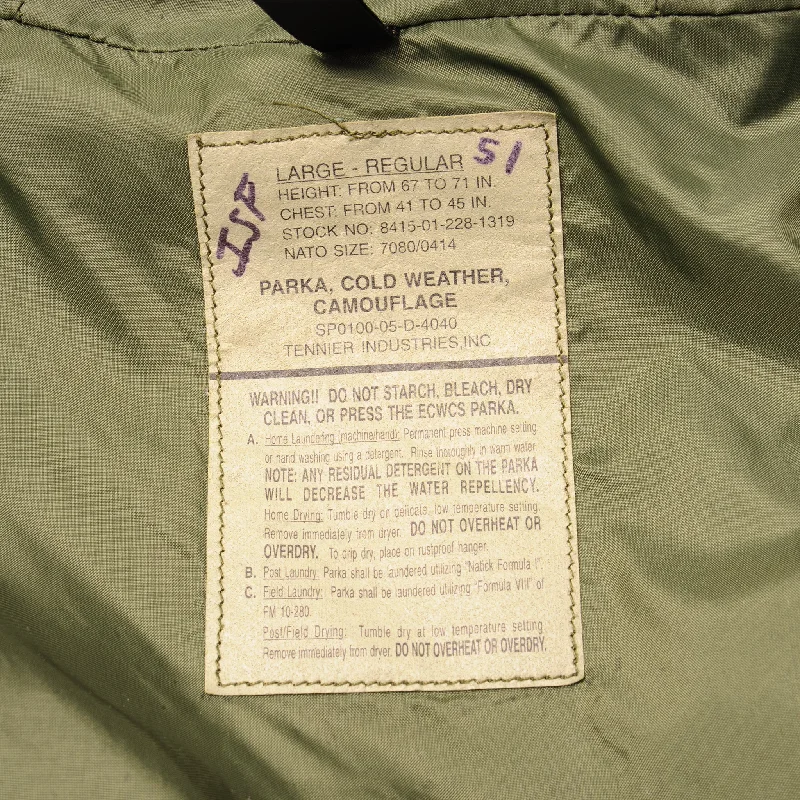 LARGE - REGULAR 51
ISA
HEIGHT: FROM 67 TO 71 IN.
CHEST: FROM 41 TO 45 IN.
STOCK NO: 8415-01-228-1319
NATO SIZE: 7080/0414
PARKA, COLD WEATHER,
CAMOUFLAGE
SP0100-05-D-4040
TENNIER INDUSTRIES,INC
WARNING!! DO NOT STARCH, BLEACH, DRY
CLEAN, OR PRESS THE ECWCS PARKA.
A. Home Laundering (machine/hand): Permanent press machine setting
or hand washing using a detergent. Rinse thoroughly in warm water.
NOTE: ANY RESIDUAL DETERGENT ON THE PARKA
WILL DECREASE THE WATER REPELLENCY.
Home Drying: Tumble dry on delicate, low temperature setting.
Remove immediately from dryer. DO NOT OVERHEAT OR
OVERDRY. To drip dry, place on rustproof hanger.
B. Post Laundry: Parka shall be laundered utilizing "Natick Formula I".
C. Field Laundry: Parka shall be laundered utilizing "Formula VIII" of
FM 10-280.
Post/Field Drying: Tumble dry at low temperature setting.
Remove immediately from dryer. DO NOT OVERHEAT OR OVERDRY.